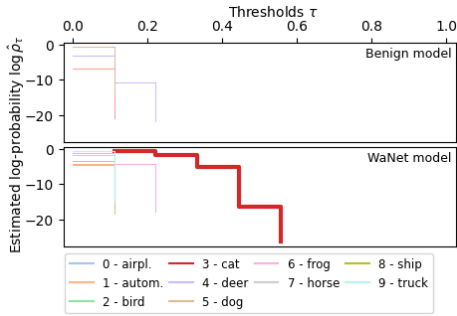 Thresholds τ
0.0 0.2 0.4 0.6 0.8 1.0
Estimated log-probability log ρ̂_τ
0
−10
−20
Benign model
0
−10
−20
WaNet model
0 - airpl. 3 - cat 6 - frog 8 - ship
1 - autom. 4 - deer 7 - horse 9 - truck
2 - bird 5 - dog